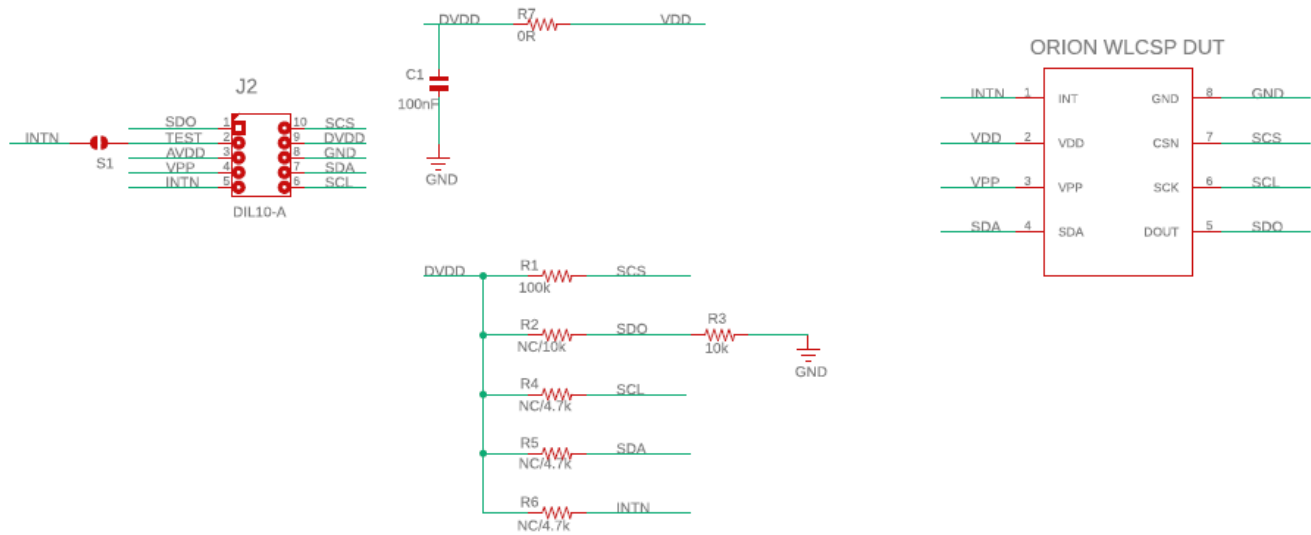 DVDD R7 VDD
0R
C1
100nF
GND
J2
INTN S1
SDO 1 10 SCS
TEST 2 9 DVDD
AVDD 3 8 GND
VPP 4 7 SDA
INTN 5 6 SCL
DIL10-A
ORION WLCSP DUT
INTN 1 INT GND 8 GND
VDD 2 VDD CSN 7 SCS
VPP 3 VPP SCK 6 SCL
SDA 4 SDA DOUT 5 SDO
DVDD R1 SCS
100k
R2 SDO R3
NC/10k 10k
GND
R4 SCL
NC/4.7k
R5 SDA
NC/4.7k
R6 INTN
NC/4.7k